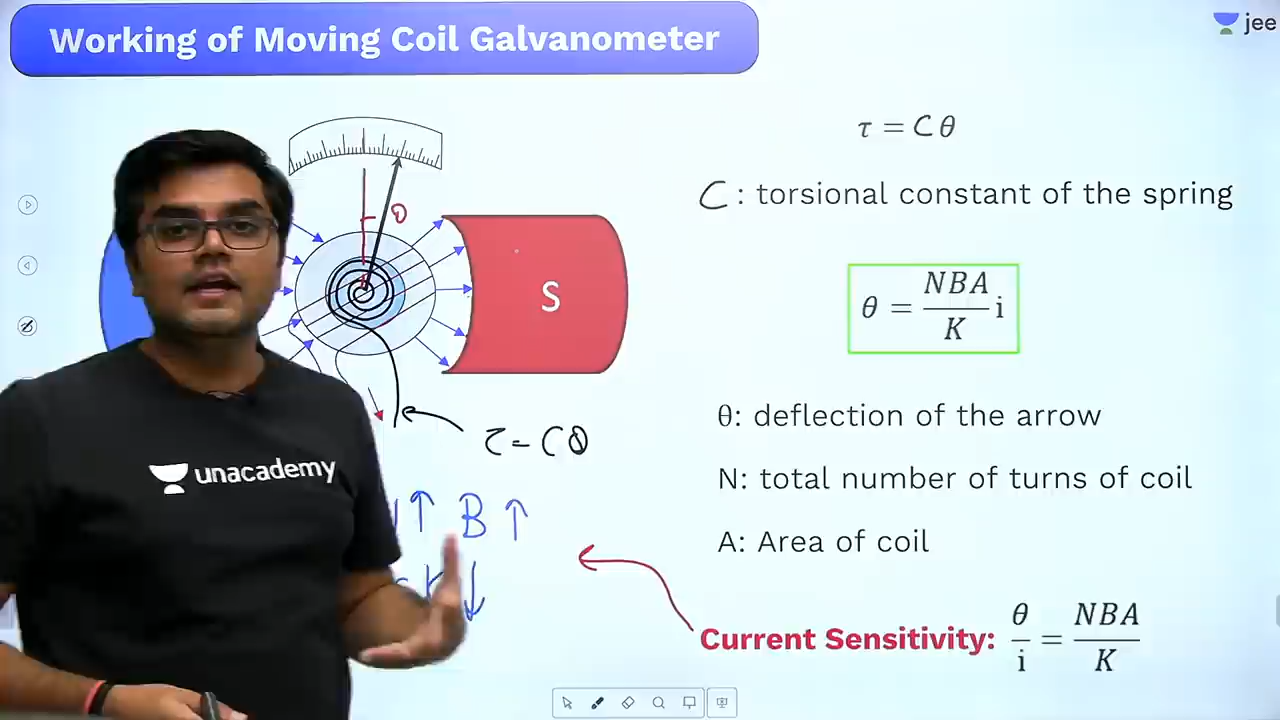 Working of Moving Coil Galvanometer
jee
τ = Cθ
C : torsional constant of the spring
θ
S
θ = NBA/K i
τ = Cθ
θ: deflection of the arrow
unacademy
N: total number of turns of coil
↑ B ↑
A: Area of coil
↓
Current Sensitivity: θ/i = NBA/K